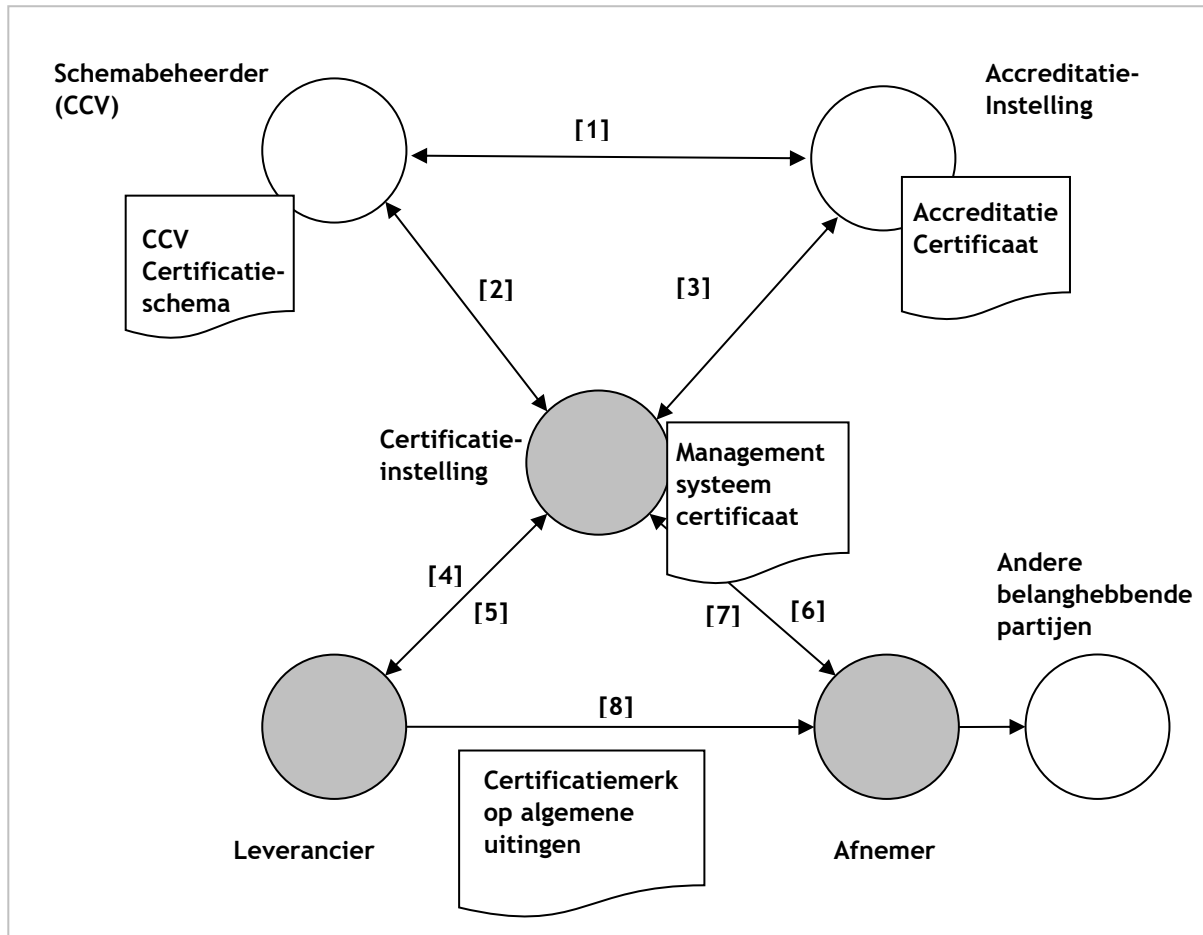 Schemabeheerder
(CCV)
Accreditatie-
Instelling
[1]
CCV
Certificatie-
schema
Accreditatie
Certificaat
[2]
[3]
Certificatie-
instelling
Management
systeem
certificaat
[4]
[5]
[7]
[6]
Andere
belanghebbende
partijen
[8]
Certificatiemerk
op algemene
uitingen
Leverancier
Afnemer